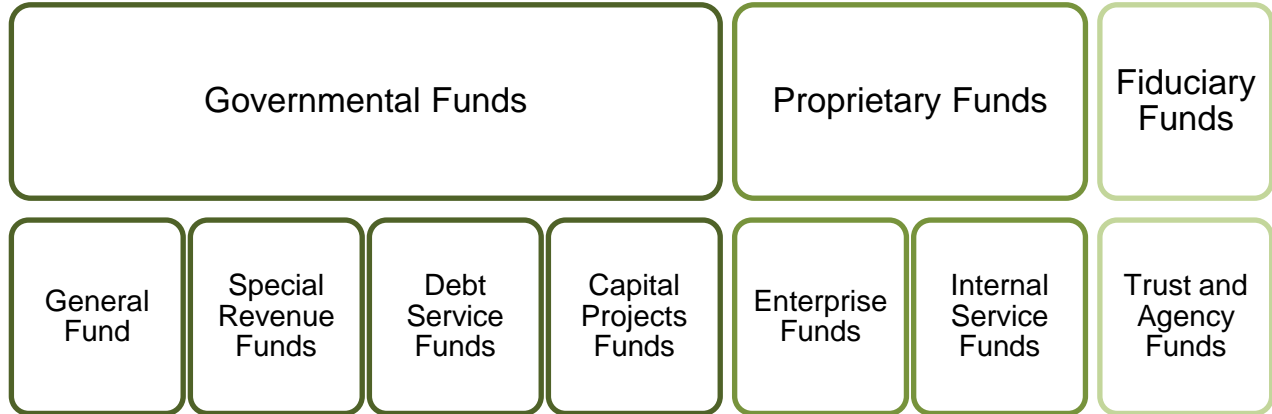 Governmental Funds
Proprietary Funds
Fiduciary
Funds
General
Fund
Special
Revenue
Funds
Debt
Service
Funds
Capital
Projects
Funds
Enterprise
Funds
Internal
Service
Funds
Trust and
Agency
Funds